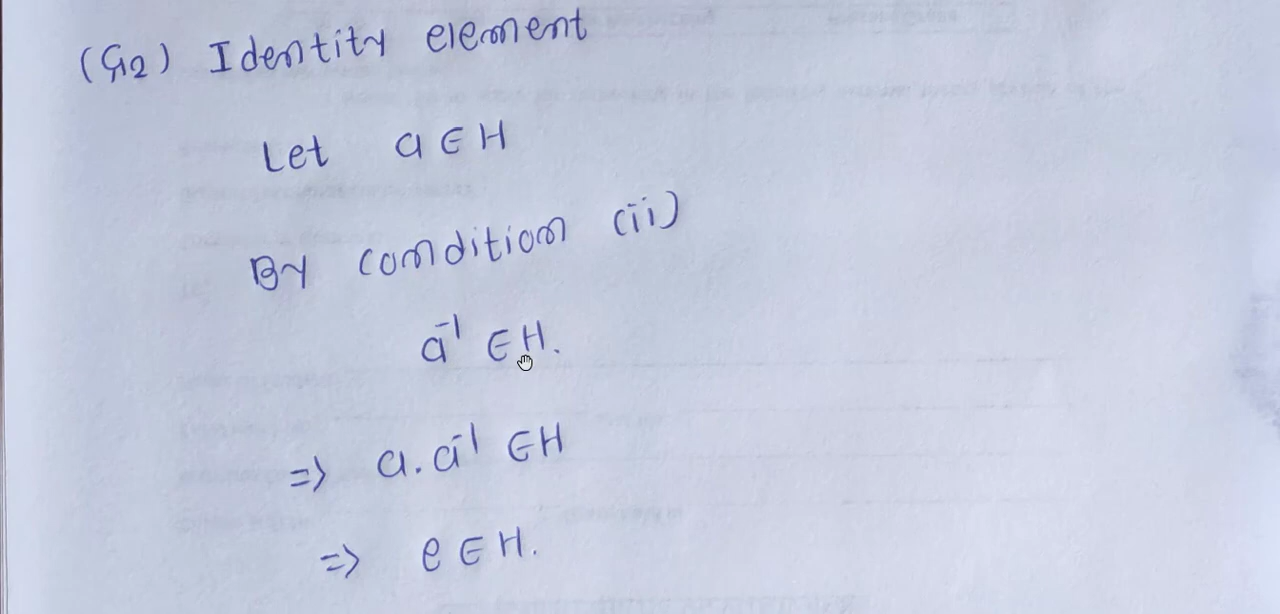 (G2) Identity element
Let a ∈ H
By condition (ii)
a⁻¹ ∈ H.
=> a. a⁻¹ ∈ H
=> e ∈ H.